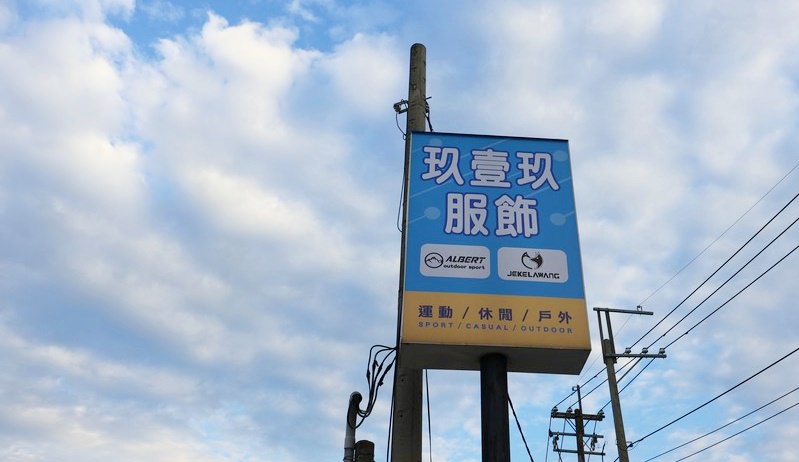 玖壹玖
服飾
ALBERT
outdoor sport
JEKELAWANG
運動 / 休閒 / 戶外
SPORT / CASUAL / OUTDOOR